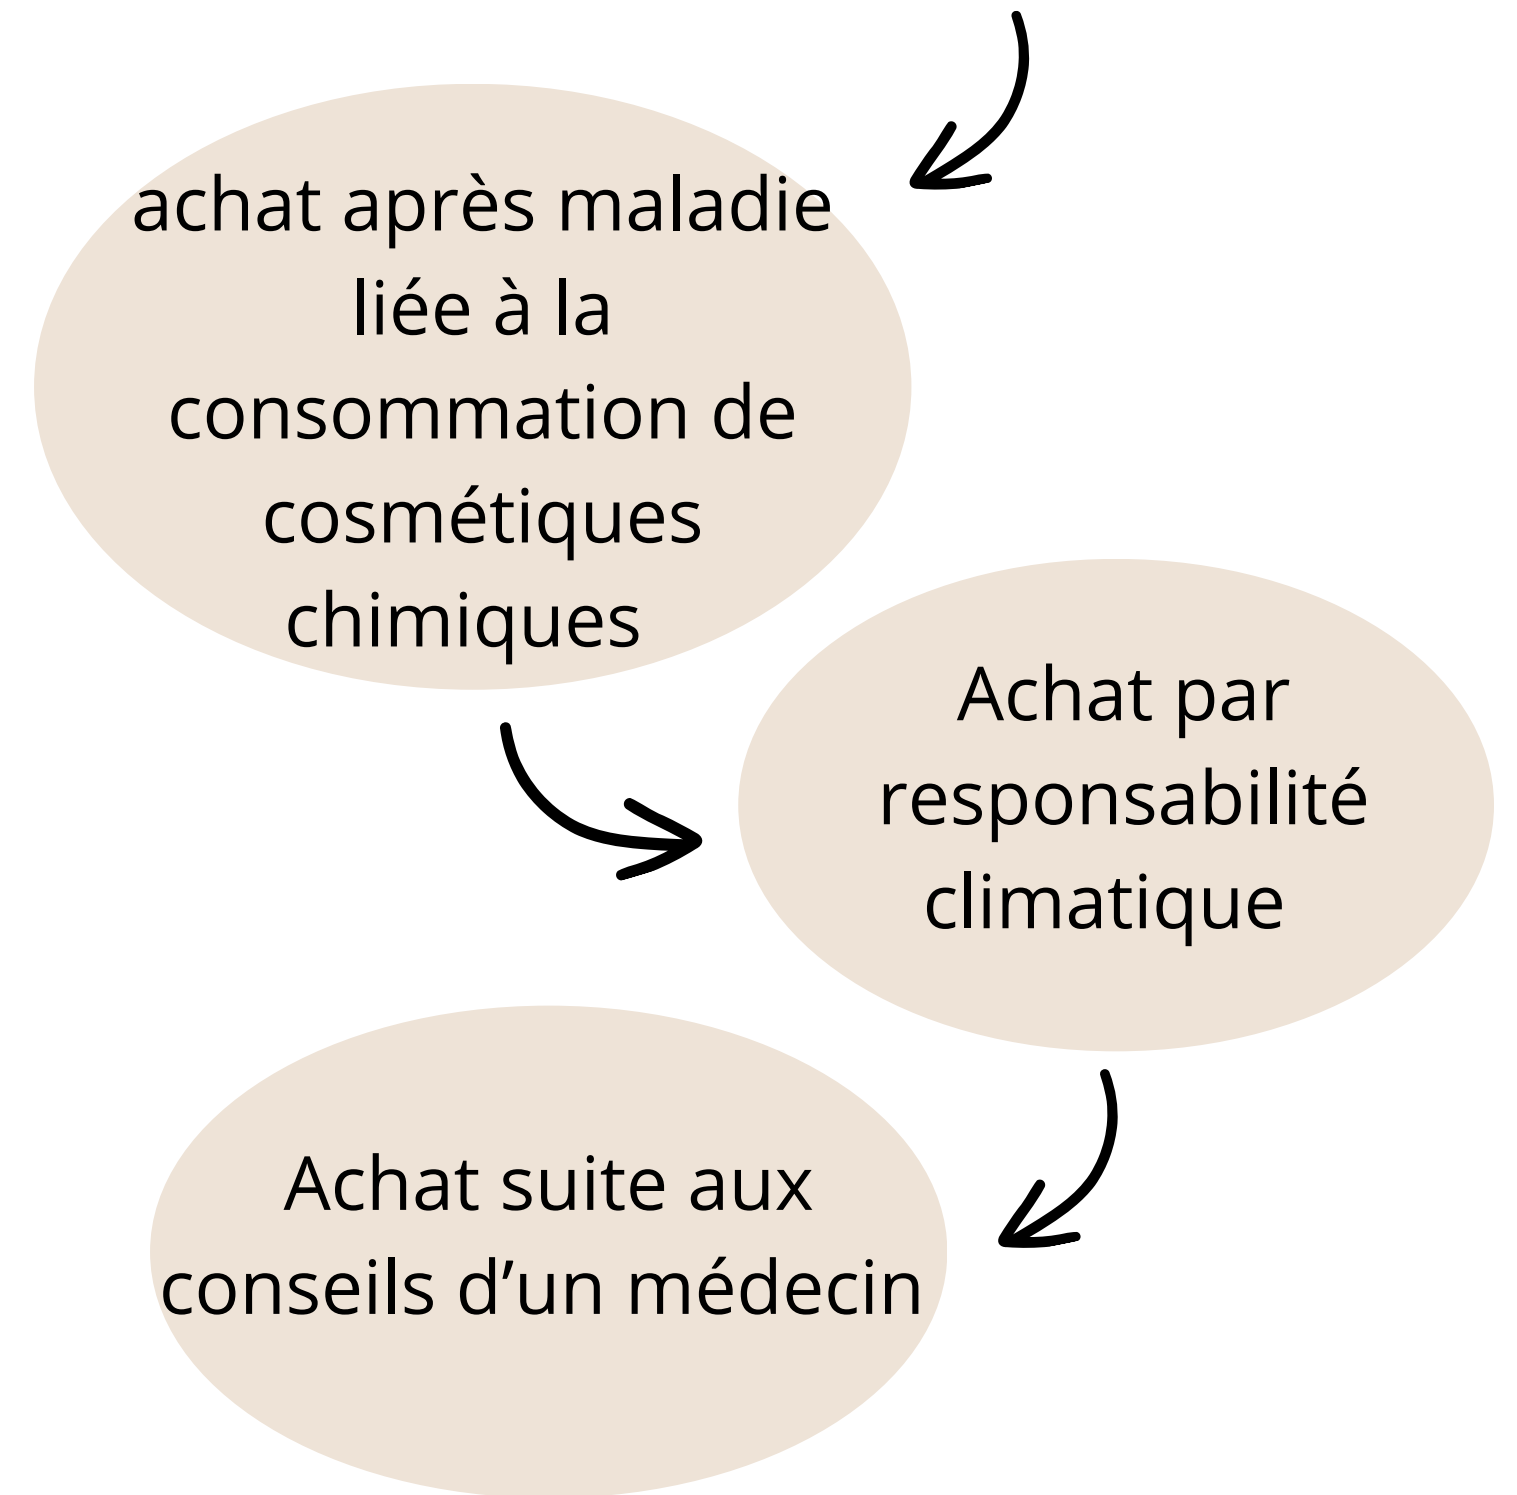 achat après maladie
liée à la
consommation de
cosmétiques
chimiques
Achat par
responsabilité
climatique
Achat suite aux
conseils d’un médecin